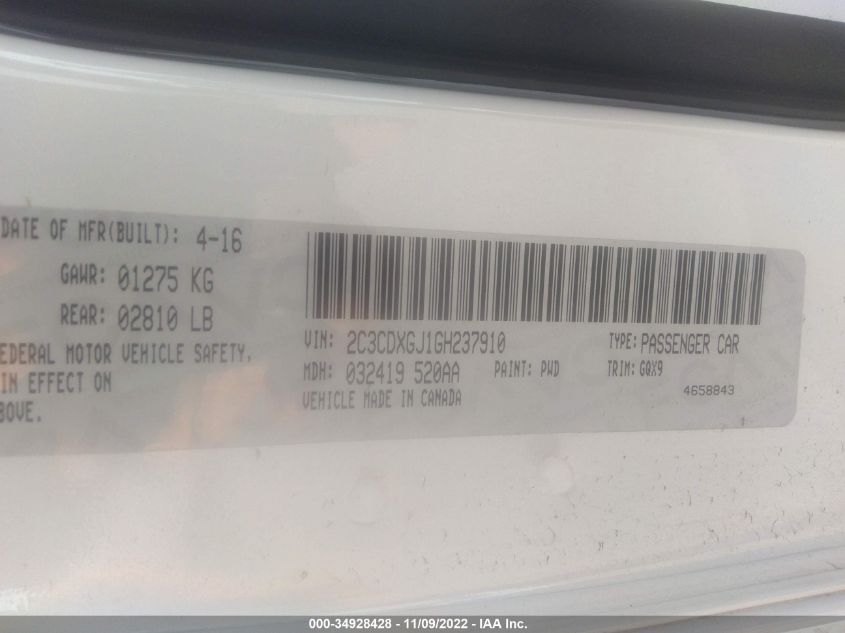 DATE OF MFR(BUILT): 4-16
GAWR: 01275 KG
REAR: 02810 LB
EDERAL MOTOR VEHICLE SAFETY,
IN EFFECT ON
BOVE.
VIN: 2C3CDXGJ1GH237910 TYPE: PASSENGER CAR
MDH: 032419 520AA PAINT: PWD TRIM: GQX9
VEHICLE MADE IN CANADA 4658843
000-34928428 - 11/09/2022 - IAA Inc.